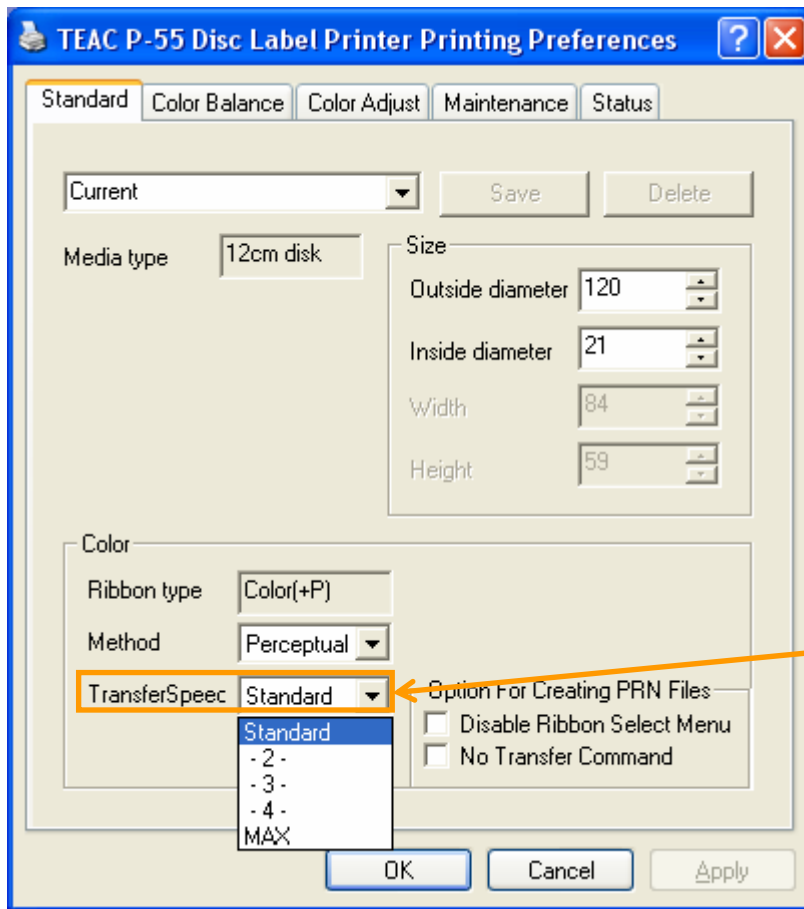 TEAC P-55 Disc Label Printer Printing Preferences
Standard Color Balance Color Adjust Maintenance Status
Current Save Delete
Media type 12cm disk
Size
Outside diameter 120
Inside diameter 21
Width 84
Height 59
Color
Ribbon type Color(+P)
Method Perceptual
TransferSpeec Standard
Standard
- 2 -
- 3 -
- 4 -
MAX
Option For Creating PRN Files
Disable Ribbon Select Menu
No Transfer Command
OK Cancel Apply